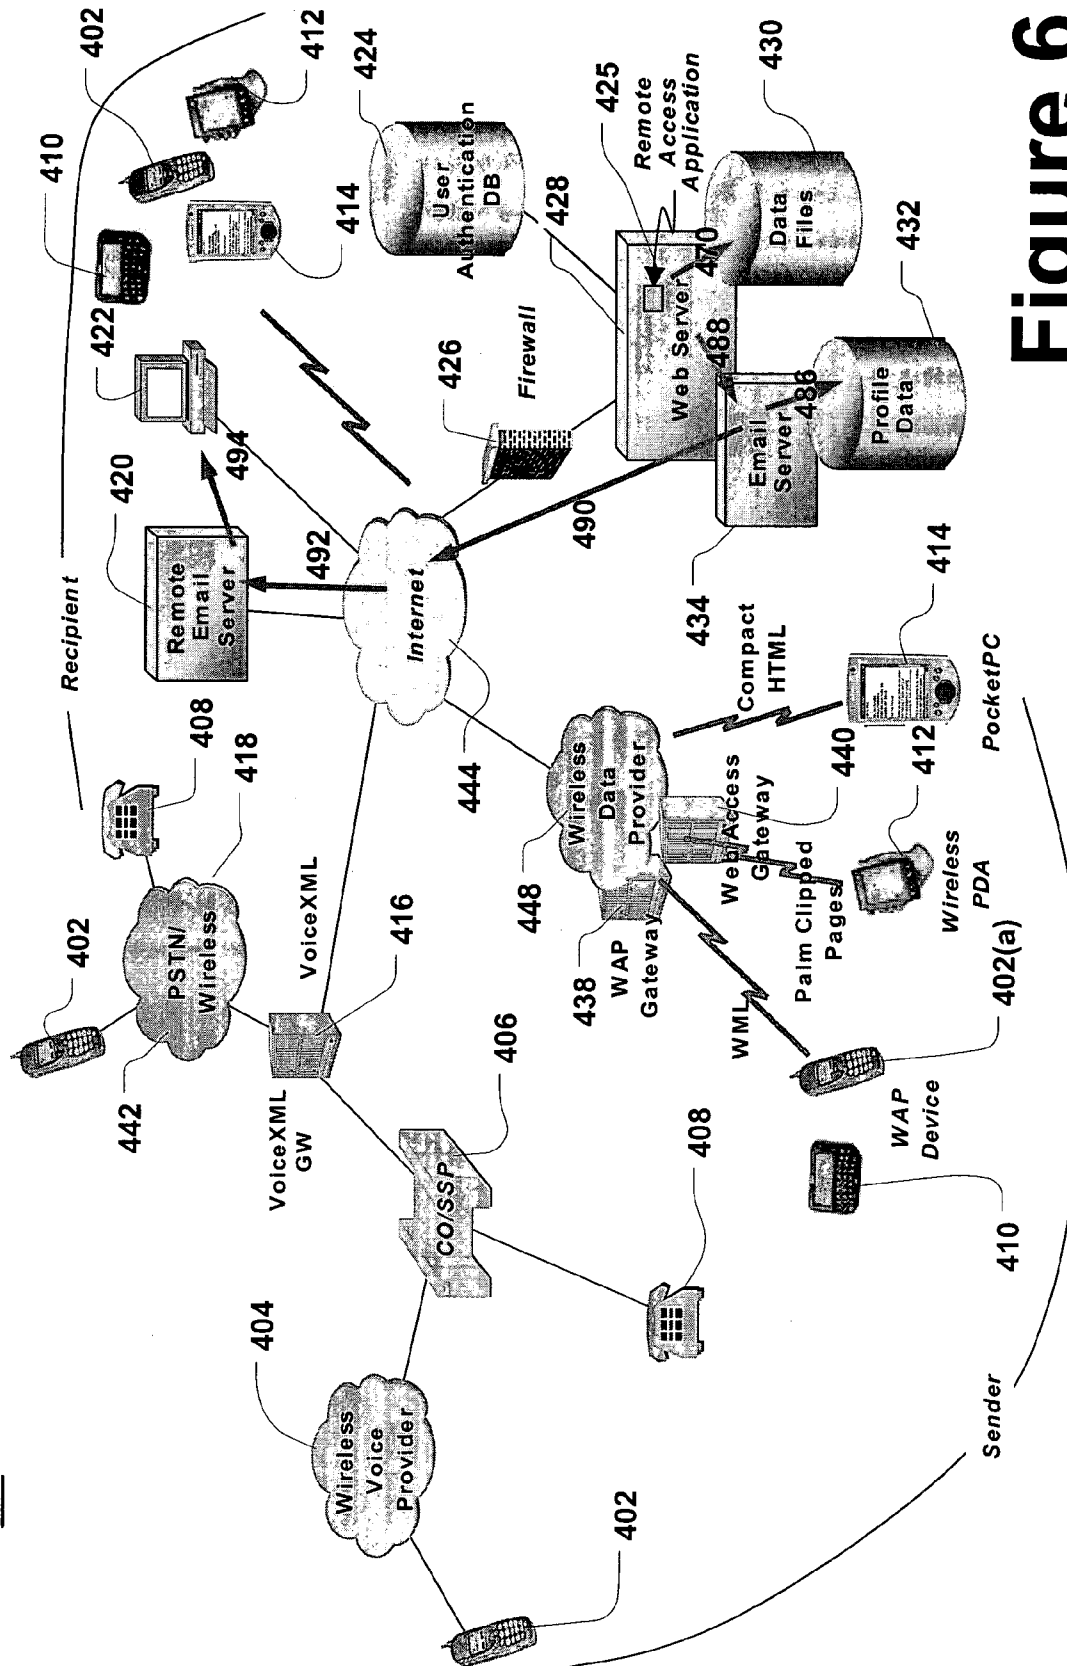 Recipient
402
412
410
414
422
494
420
Remote
Email
Server
492
424
User
Authentication
DB
425
Remote
Access
Application
428
430
Data
Files
470
Web Server
488
Email
Server
486
432
Profile
Data
434
490
426
Firewall
Internet
444
408
418
402
PSTN/
Wireless
442
VoiceXML
VoiceXML
GW
416
406
CO/SSP
408
404
Wireless
Voice
Provider
402
448
Wireless
Data
Provider
438
WAP
Gateway
Web Access
Gateway
440
Compact
HTML
414
PocketPC
412
Wireless
PDA
Palm Clipped
Pages
WML
402(a)
WAP
Device
410
Sender
Figure 6